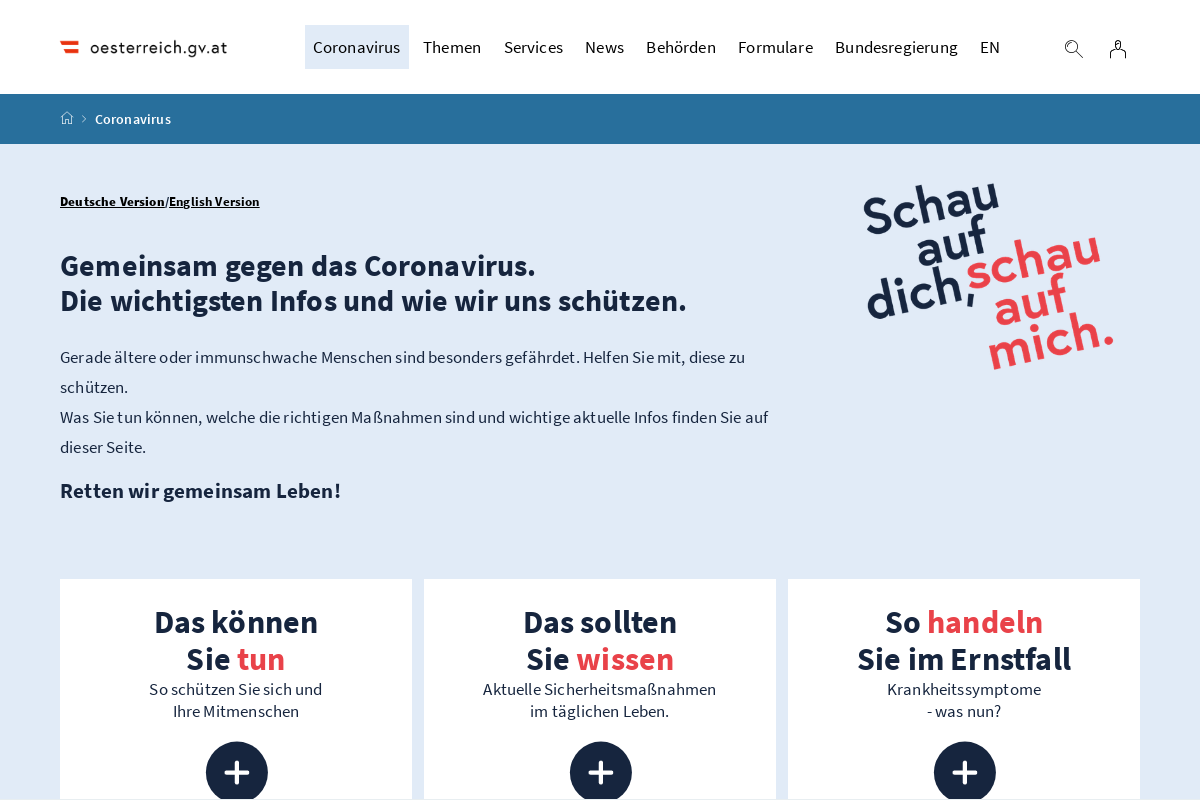 oesterreich.gv.at
Coronavirus Themen Services News Behörden Formulare Bundesregierung EN
Coronavirus
Deutsche Version/English Version
Gemeinsam gegen das Coronavirus.
Die wichtigsten Infos und wie wir uns schützen.
Gerade ältere oder immunschwache Menschen sind besonders gefährdet. Helfen Sie mit, diese zu
schützen.
Was Sie tun können, welche die richtigen Maßnahmen sind und wichtige aktuelle Infos finden Sie auf
dieser Seite.
Retten wir gemeinsam Leben!
Schau
auf
dich,
schau
auf
mich.
Das können
Sie tun
So schützen Sie sich und
Ihre Mitmenschen
Das sollten
Sie wissen
Aktuelle Sicherheitsmaßnahmen
im täglichen Leben.
So handeln
Sie im Ernstfall
Krankheitssymptome
- was nun?